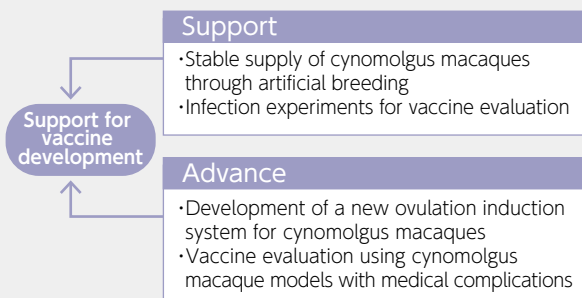 Support
·Stable supply of cynomolgus macaques
through artificial breeding
·Infection experiments for vaccine evaluation
Support for
vaccine
development
Advance
·Development of a new ovulation induction
system for cynomolgus macaques
·Vaccine evaluation using cynomolgus
macaque models with medical complications